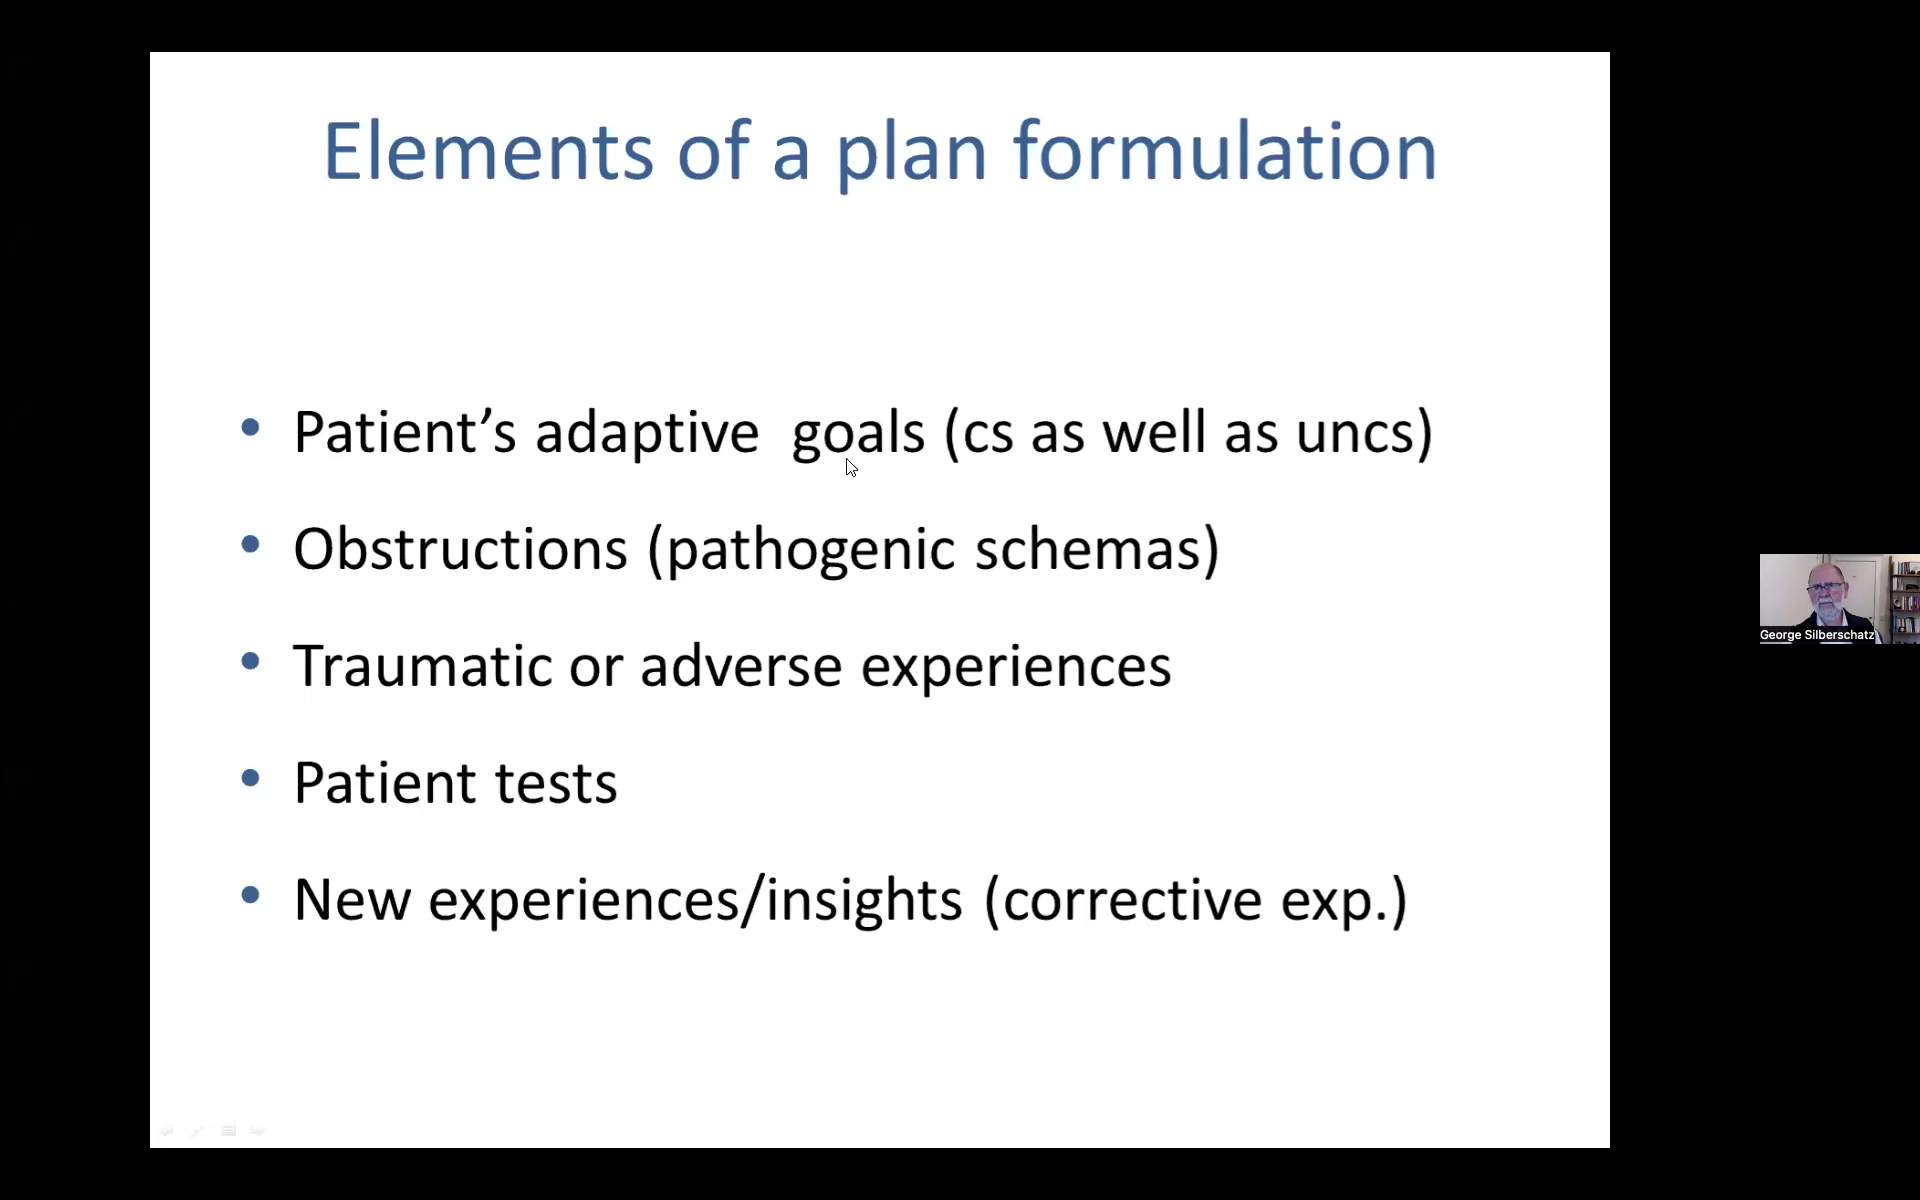 Elements of a plan formulation
• Patient’s adaptive  goals (cs as well as uncs)
• Obstructions (pathogenic schemas)
• Traumatic or adverse experiences
• Patient tests
• New experiences/insights (corrective exp.)
George Silberschatz